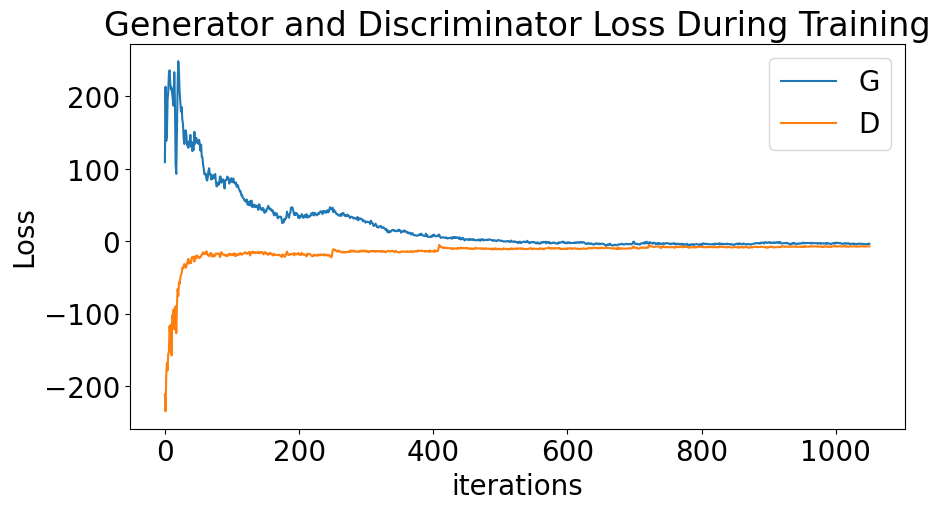 Generator and Discriminator Loss During Training
G
D
200
100
0
−100
−200
Loss
0
200
400
600
800
1000
iterations